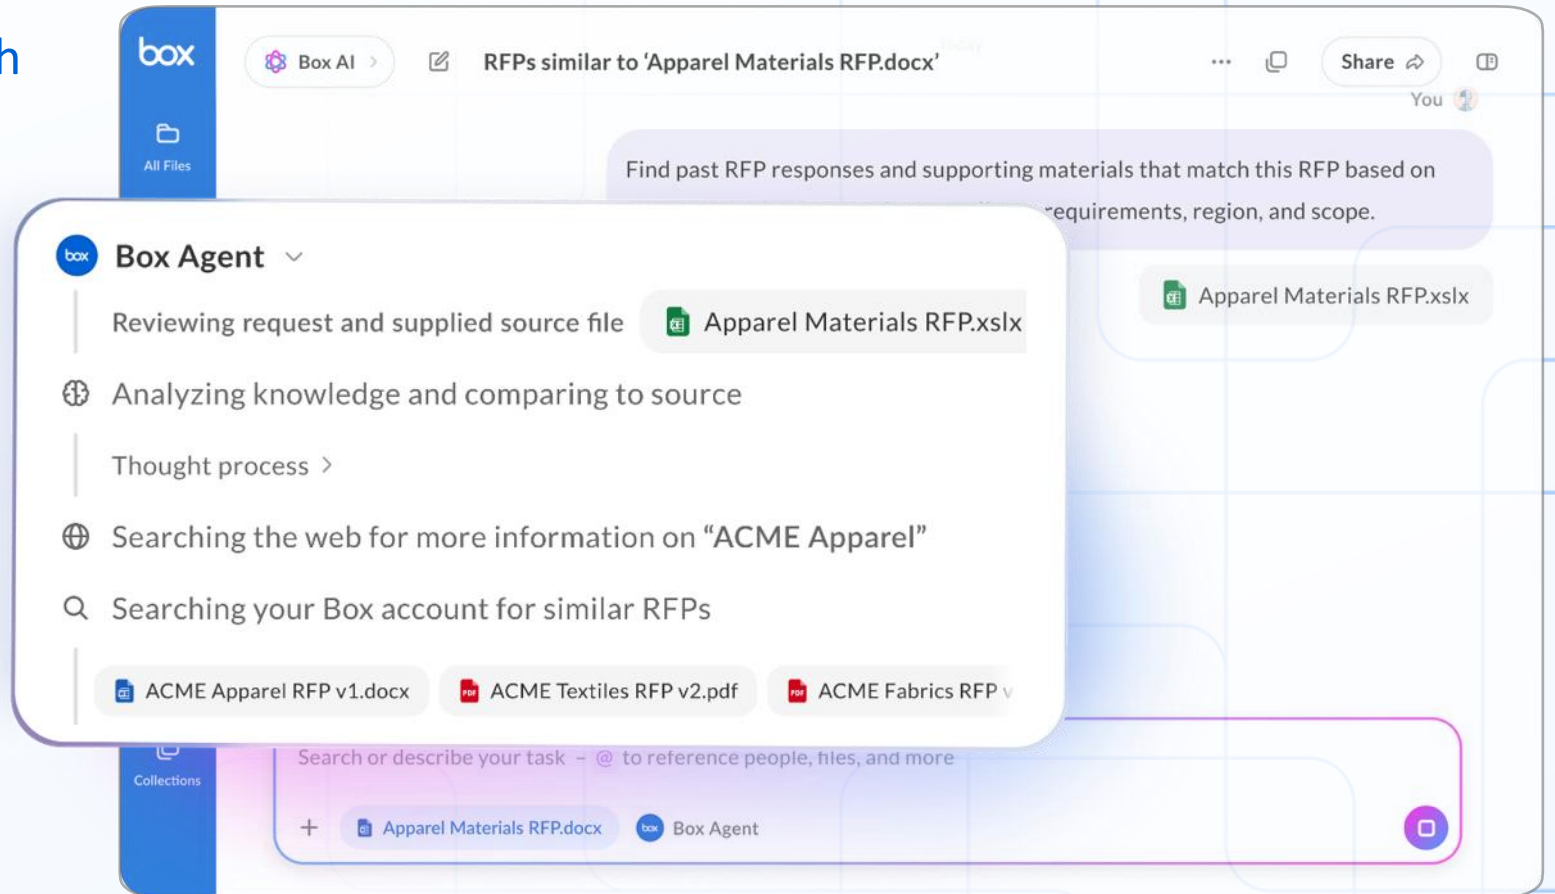 h
box
Box AI
RFPs similar to ‘Apparel Materials RFP.docx’
Share
You
All Files
Find past RFP responses and supporting materials that match this RFP based on
requirements, region, and scope.
Apparel Materials RFP.xslx
box
Box Agent
Reviewing request and supplied source file
Apparel Materials RFP.xslx
Analyzing knowledge and comparing to source
Thought process
Searching the web for more information on “ACME Apparel”
Searching your Box account for similar RFPs
ACME Apparel RFP v1.docx
PDF ACME Textiles RFP v2.pdf
PDF ACME Fabrics RFP v
Collections
Search or describe your task – @ to reference people, files, and more
Apparel Materials RFP.docx
box Box Agent